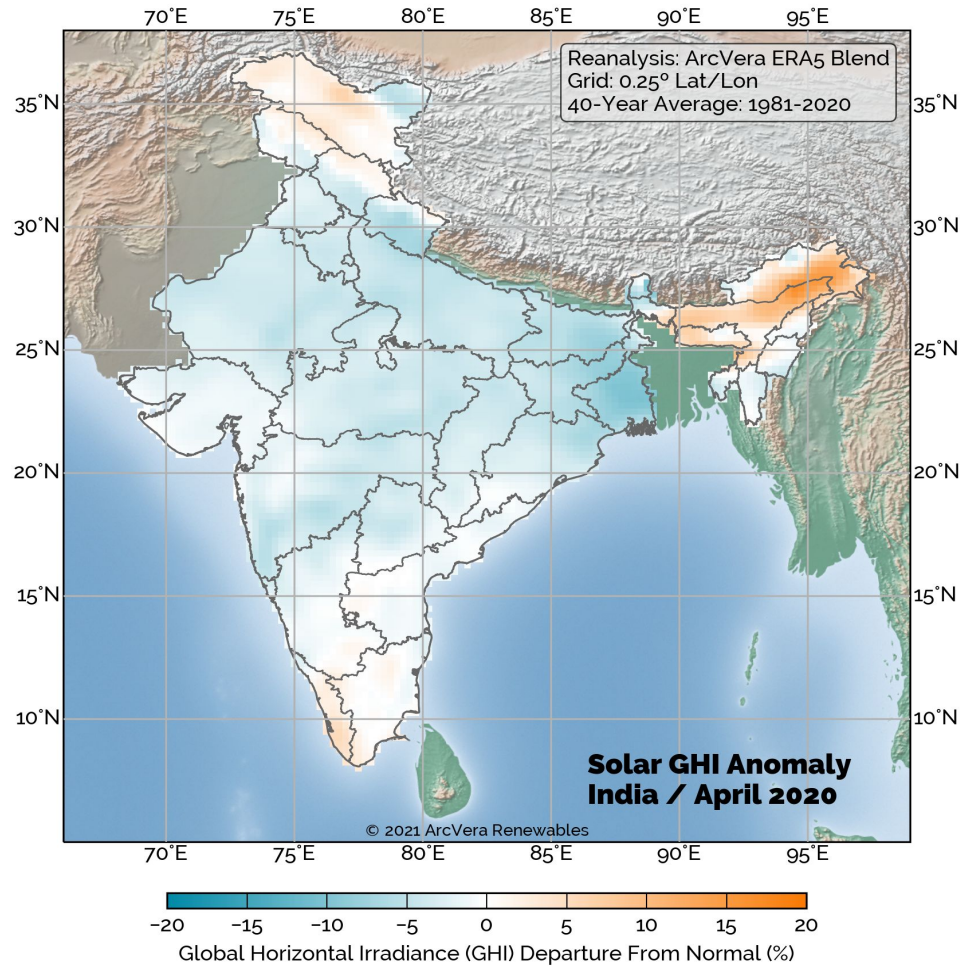 70°E 75°E 80°E 85°E 90°E 95°E
Reanalysis: ArcVera ERA5 Blend
Grid: 0.25º Lat/Lon
40-Year Average: 1981-2020
35°N 35°N
30°N 30°N
25°N 25°N
20°N 20°N
15°N 15°N
10°N 10°N
Solar GHI Anomaly
India / April 2020
© 2021 ArcVera Renewables
70°E 75°E 80°E 85°E 90°E 95°E
−20 −15 −10 −5 0 5 10 15 20
Global Horizontal Irradiance (GHI) Departure From Normal (%)